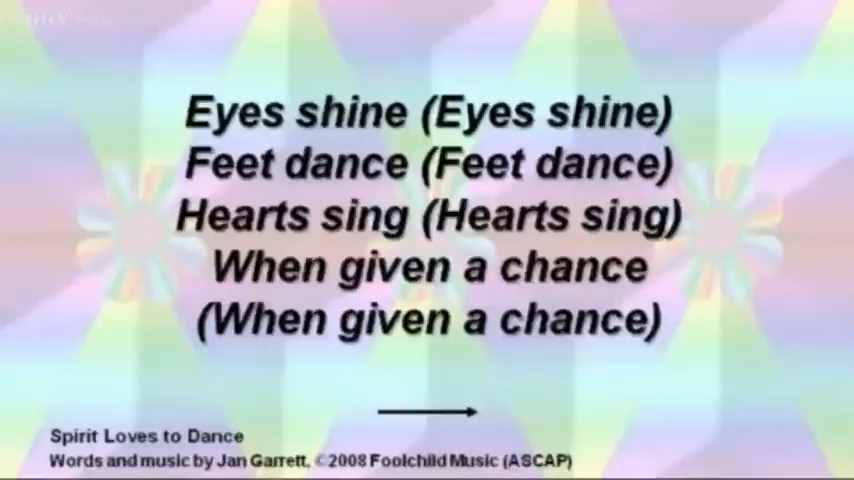 Eyes shine (Eyes shine)
Feet dance (Feet dance)
Hearts sing (Hearts sing)
When given a chance
(When given a chance)
Spirit Loves to Dance
Words and music by Jan Garrett, ©2008 Foolchild Music (ASCAP)